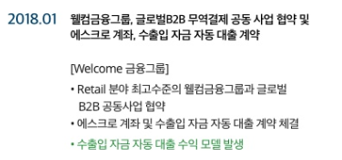 2018.01 웰컴금융그룹, 글로벌B2B 무역결제 공동 사업 협약 및
에스크로 계좌, 수출입 자금 자동 대출 계약
[Welcome 금융그룹]
• Retail 분야 최고수준의 웰컴금융그룹과 글로벌
B2B 공동사업 협약
• 에스크로 계좌 및 수출입 자금 자동 대출 계약 체결
• 수출입 자금 자동 대출 수익 모델 발생